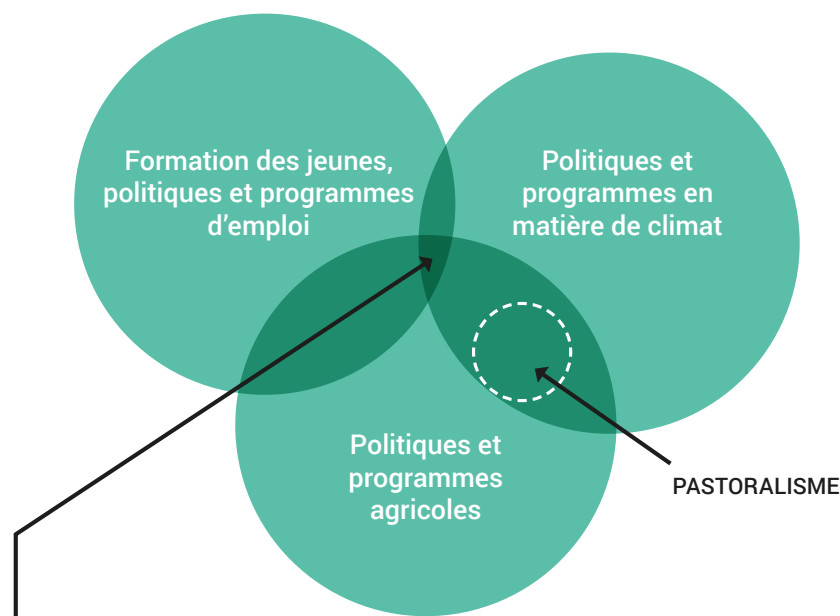 Formation des jeunes,
politiques et programmes
d'emploi
Politiques et
programmes en
matière de climat
Politiques et
programmes
agricoles
PASTORALISME